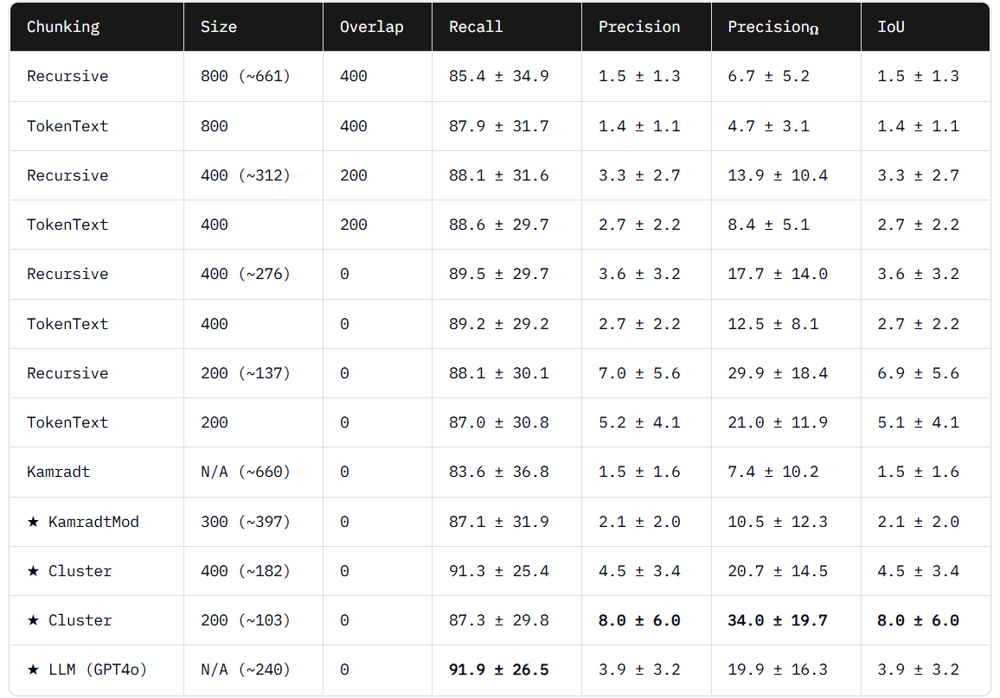 Chunking Size Overlap Recall Precision PrecisionΩ IoU
Recursive 800 (~661) 400 85.4 ± 34.9 1.5 ± 1.3 6.7 ± 5.2 1.5 ± 1.3
TokenText 800 400 87.9 ± 31.7 1.4 ± 1.1 4.7 ± 3.1 1.4 ± 1.1
Recursive 400 (~312) 200 88.1 ± 31.6 3.3 ± 2.7 13.9 ± 10.4 3.3 ± 2.7
TokenText 400 200 88.6 ± 29.7 2.7 ± 2.2 8.4 ± 5.1 2.7 ± 2.2
Recursive 400 (~276) 0 89.5 ± 29.7 3.6 ± 3.2 17.7 ± 14.0 3.6 ± 3.2
TokenText 400 0 89.2 ± 29.2 2.7 ± 2.2 12.5 ± 8.1 2.7 ± 2.2
Recursive 200 (~137) 0 88.1 ± 30.1 7.0 ± 5.6 29.9 ± 18.4 6.9 ± 5.6
TokenText 200 0 87.0 ± 30.8 5.2 ± 4.1 21.0 ± 11.9 5.1 ± 4.1
Kamradt N/A (~660) 0 83.6 ± 36.8 1.5 ± 1.6 7.4 ± 10.2 1.5 ± 1.6
★ KamradtMod 300 (~397) 0 87.1 ± 31.9 2.1 ± 2.0 10.5 ± 12.3 2.1 ± 2.0
★ Cluster 400 (~182) 0 91.3 ± 25.4 4.5 ± 3.4 20.7 ± 14.5 4.5 ± 3.4
★ Cluster 200 (~103) 0 87.3 ± 29.8 8.0 ± 6.0 34.0 ± 19.7 8.0 ± 6.0
★ LLM (GPT4o) N/A (~240) 0 91.9 ± 26.5 3.9 ± 3.2 19.9 ± 16.3 3.9 ± 3.2